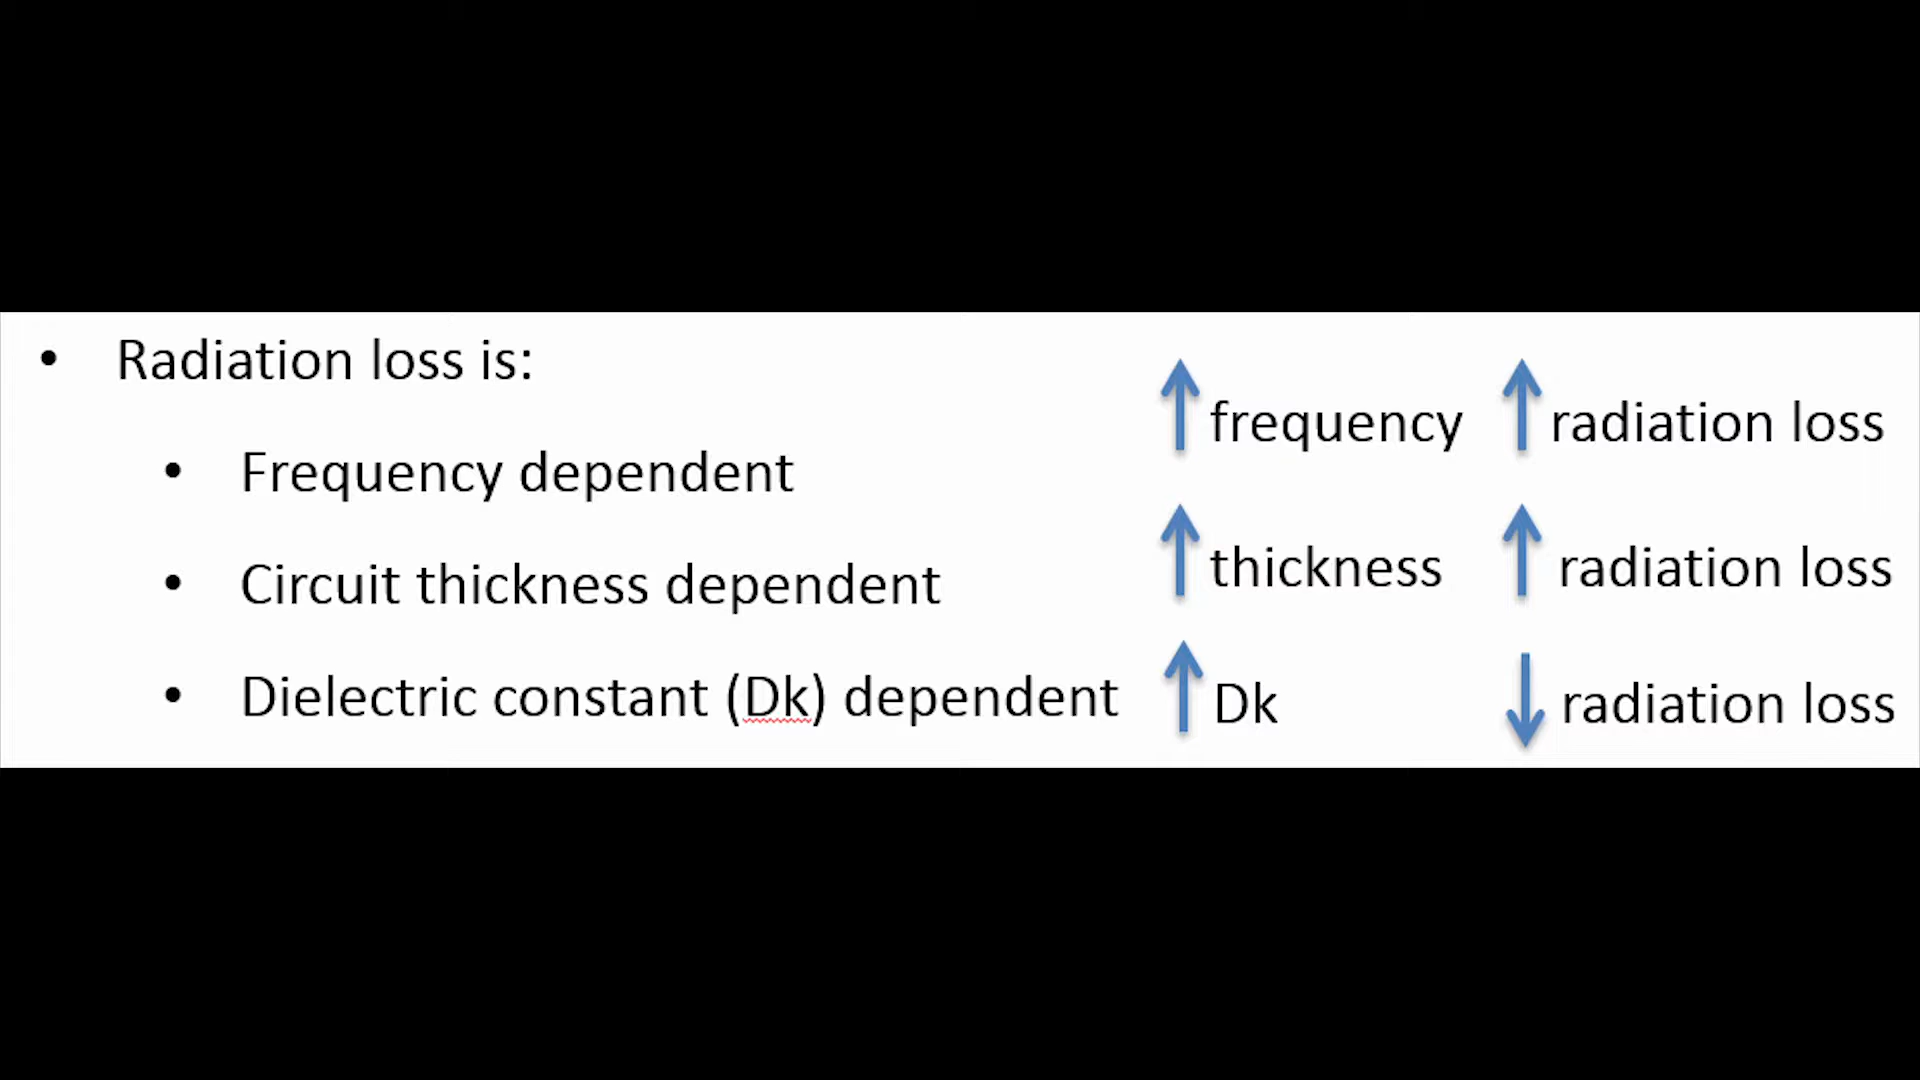 • Radiation loss is:
↑ frequency ↑ radiation loss
• Frequency dependent
↑ thickness ↑ radiation loss
• Circuit thickness dependent
• Dielectric constant (Dk) dependent ↑ Dk ↓ radiation loss